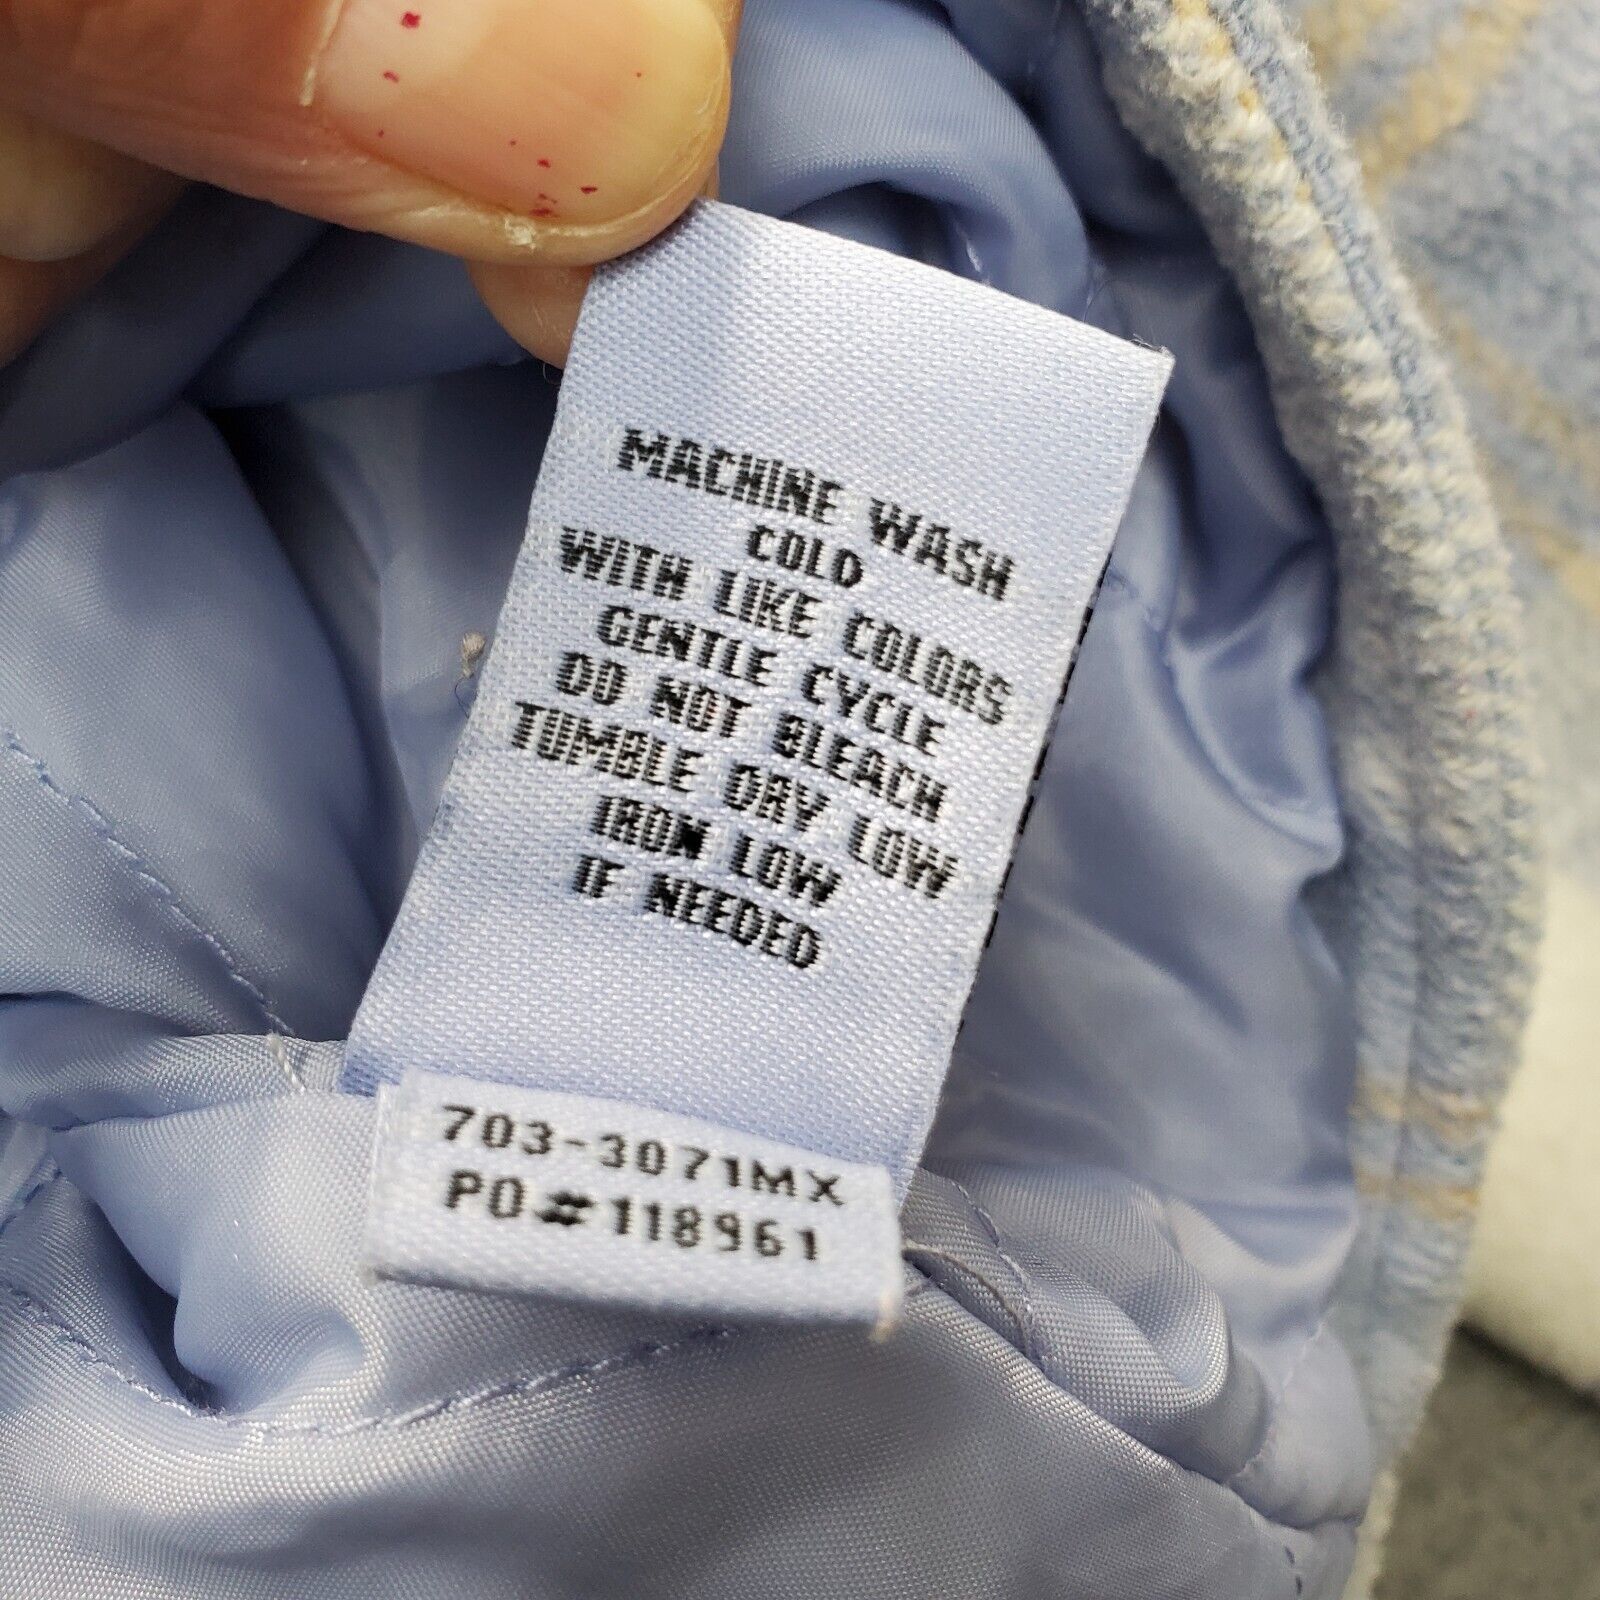 MACHINE WASH
COLD
WITH LIKE COLORS
GENTLE CYCLE
DO NOT BLEACH
TUMBLE DRY LOW
IRON LOW
IF NEEDED
703-3071MX
PO#118961